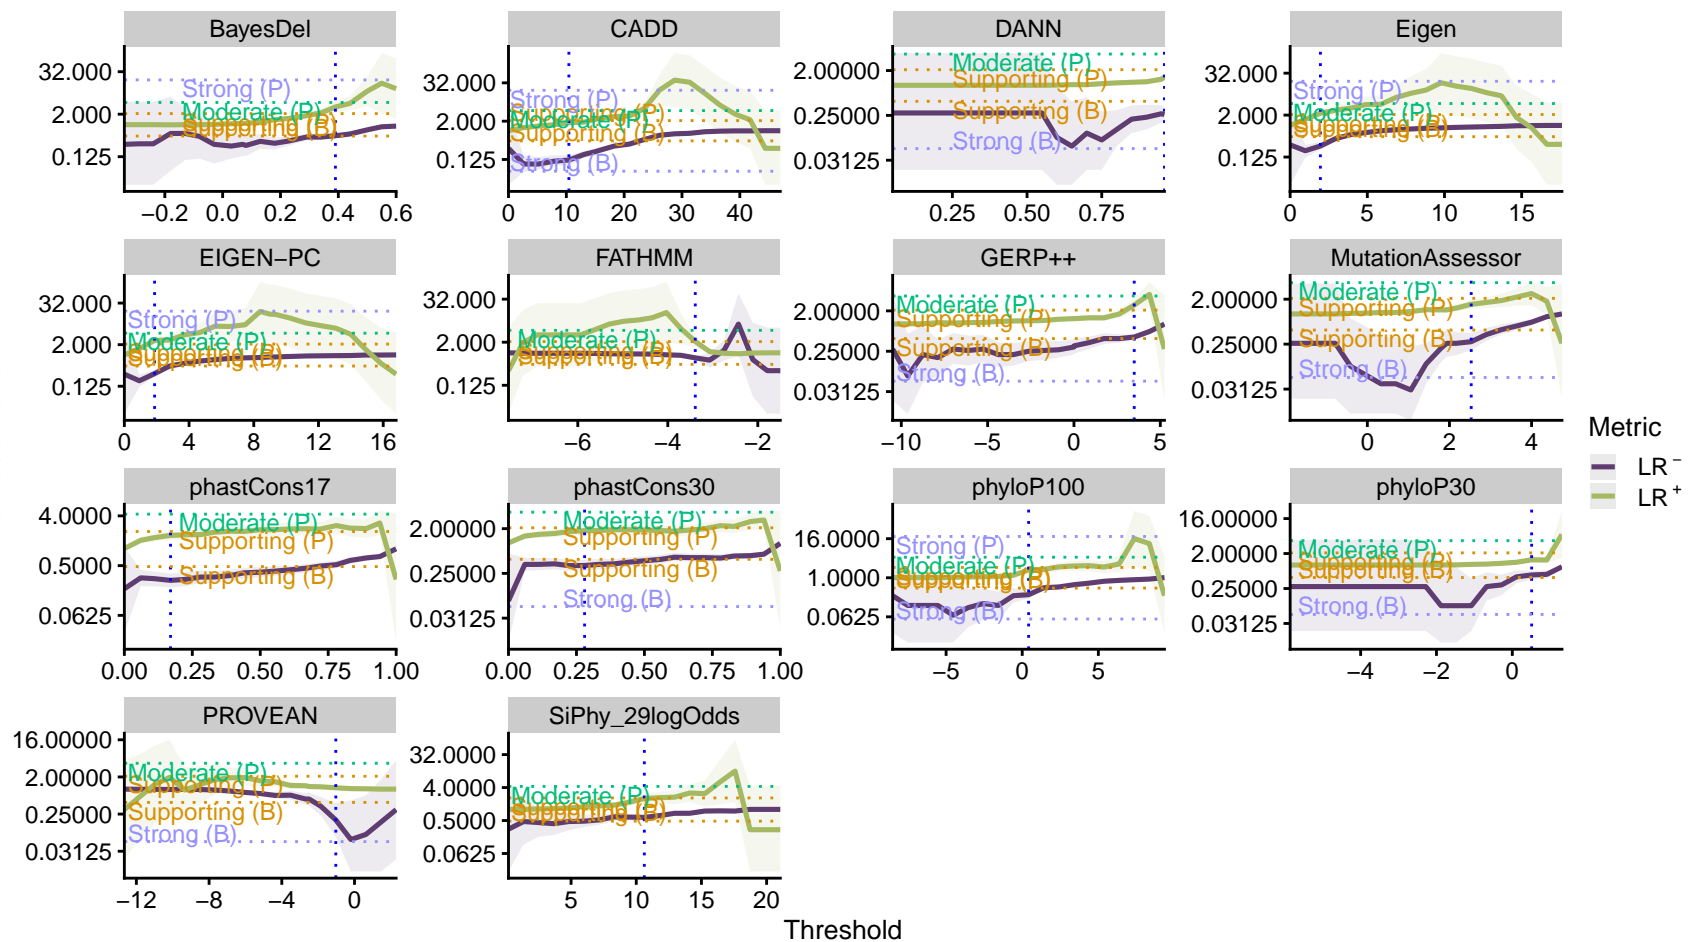 BayesDel
CADD
DANN
Eigen
32.000
2.000
0.125
Strong (P)
Moderate (P)
Supporting (P)
Supporting (B)
−0.2 0.0 0.2 0.4 0.6
32.000
2.000
0.125
Strong (P)
Supporting (P)
Moderate (P)
Supporting (B)
Strong (B)
0 10 20 30 40
2.00000
0.25000
0.03125
Moderate (P)
Supporting (P)
Supporting (B)
Strong (B)
0.25 0.50 0.75
32.000
2.000
0.125
Strong (P)
Moderate (P)
Supporting (P)
Supporting (B)
0 5 10 15
EIGEN−PC
FATHMM
GERP++
MutationAssessor
32.000
2.000
0.125
Strong (P)
Moderate (P)
Supporting (P)
Supporting (B)
0 4 8 12 16
32.000
2.000
0.125
Moderate (P)
Supporting (P)
Supporting (B)
−6 −4 −2
2.00000
0.25000
0.03125
Moderate (P)
Supporting (P)
Supporting (B)
Strong (B)
−10 −5 0 5
2.00000
0.25000
0.03125
Moderate (P)
Supporting (P)
Supporting (B)
Strong (B)
0 2 4
Metric
LR −
LR +
phastCons17
phastCons30
phyloP100
phyloP30
4.0000
0.5000
0.0625
Moderate (P)
Supporting (P)
Supporting (B)
0.00 0.25 0.50 0.75 1.00
2.00000
0.25000
0.03125
Moderate (P)
Supporting (P)
Supporting (B)
Strong (B)
0.00 0.25 0.50 0.75 1.00
16.0000
1.0000
0.0625
Strong (P)
Moderate (P)
Supporting (P)
Supporting (B)
Strong (B)
−5 0 5
16.00000
2.00000
0.25000
0.03125
Moderate (P)
Supporting (P)
Supporting (B)
Strong (B)
−4 −2 0
PROVEAN
SiPhy_29logOdds
16.00000
2.00000
0.25000
0.03125
Moderate (P)
Supporting (P)
Supporting (B)
Strong (B)
−12 −8 −4 0
32.0000
4.0000
0.5000
0.0625
Moderate (P)
Supporting (P)
Supporting (B)
5 10 15 20
Threshold